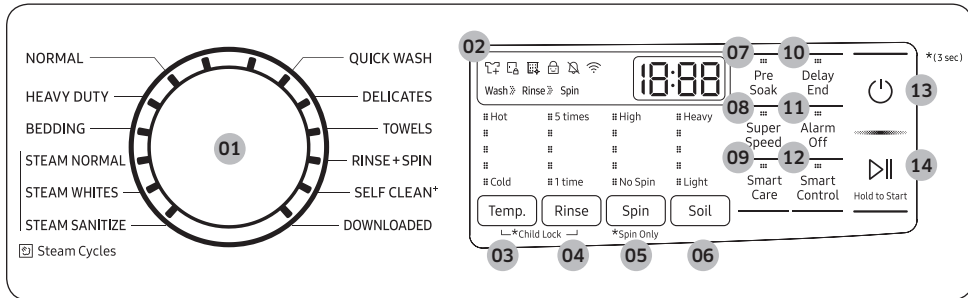 NORMAL
HEAVY DUTY
BEDDING
STEAM NORMAL
STEAM WHITES
STEAM SANITIZE
Steam Cycles
01
QUICK WASH
DELICATES
TOWELS
RINSE+SPIN
SELF CLEAN+
DOWNLOADED
02
Wash Rinse Spin
18:88
Hot 5 times High Heavy
Cold 1 time No Spin Light
Temp. Rinse Spin Soil
*Child Lock *Spin Only
03 04 05 06
07
Pre
Soak
08
Super
Speed
09
Smart
Care
10
Delay
End
11
Alarm
Off
12
Smart
Control
*(3 sec)
13
14
Hold to Start